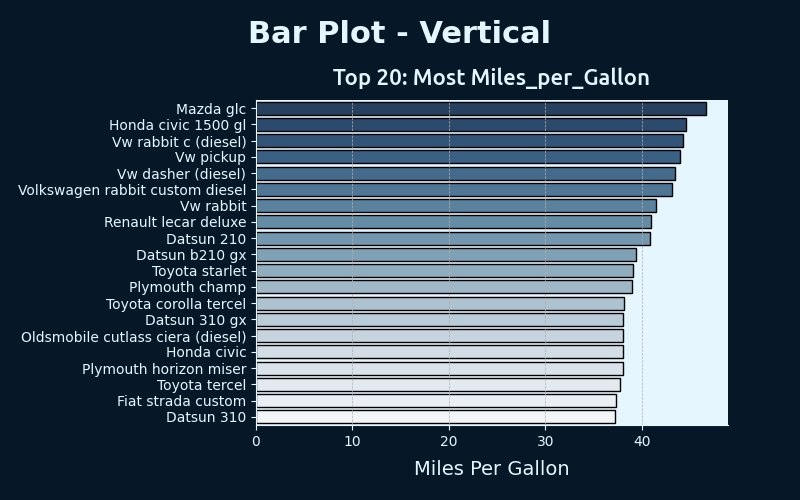 Bar Plot - Vertical
Top 20: Most Miles_per_Gallon
Mazda glc
Honda civic 1500 gl
Vw rabbit c (diesel)
Vw pickup
Vw dasher (diesel)
Volkswagen rabbit custom diesel
Vw rabbit
Renault lecar deluxe
Datsun 210
Datsun b210 gx
Toyota starlet
Plymouth champ
Toyota corolla tercel
Datsun 310 gx
Oldsmobile cutlass ciera (diesel)
Honda civic
Plymouth horizon miser
Toyota tercel
Fiat strada custom
Datsun 310
0 10 20 30 40
Miles Per Gallon